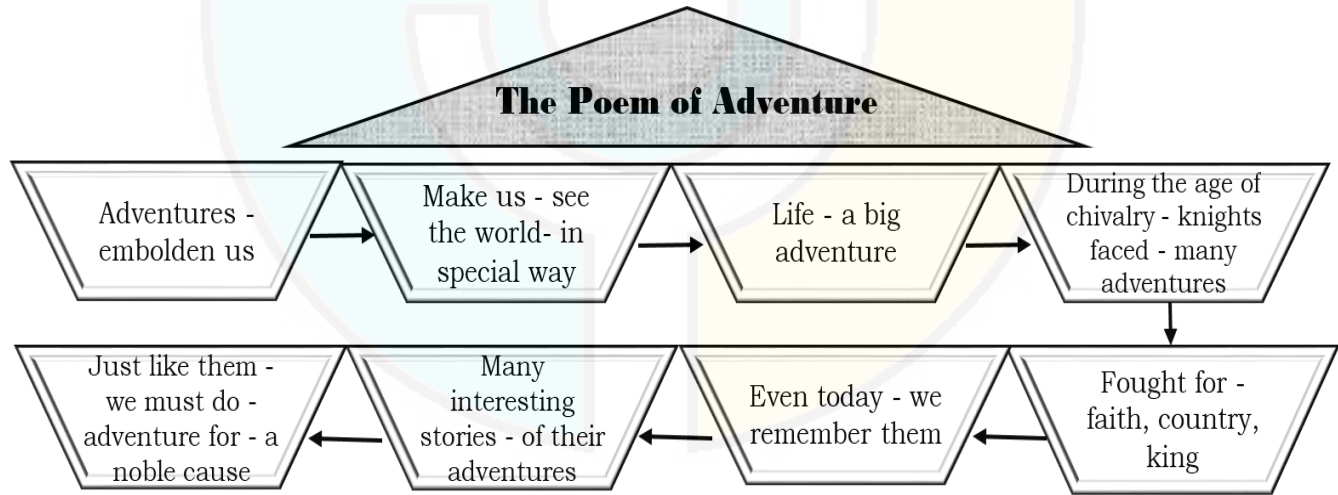 The Poem of Adventure
Adventures -
embolden us
Make us - see
the world- in
special way
Life - a big
adventure
During the age of
chivalry - knights
faced - many
adventures
Fought for -
faith, country,
king
Even today - we
remember them
Many
interesting
stories - of their
adventures
Just like them -
we must do -
adventure for - a
noble cause